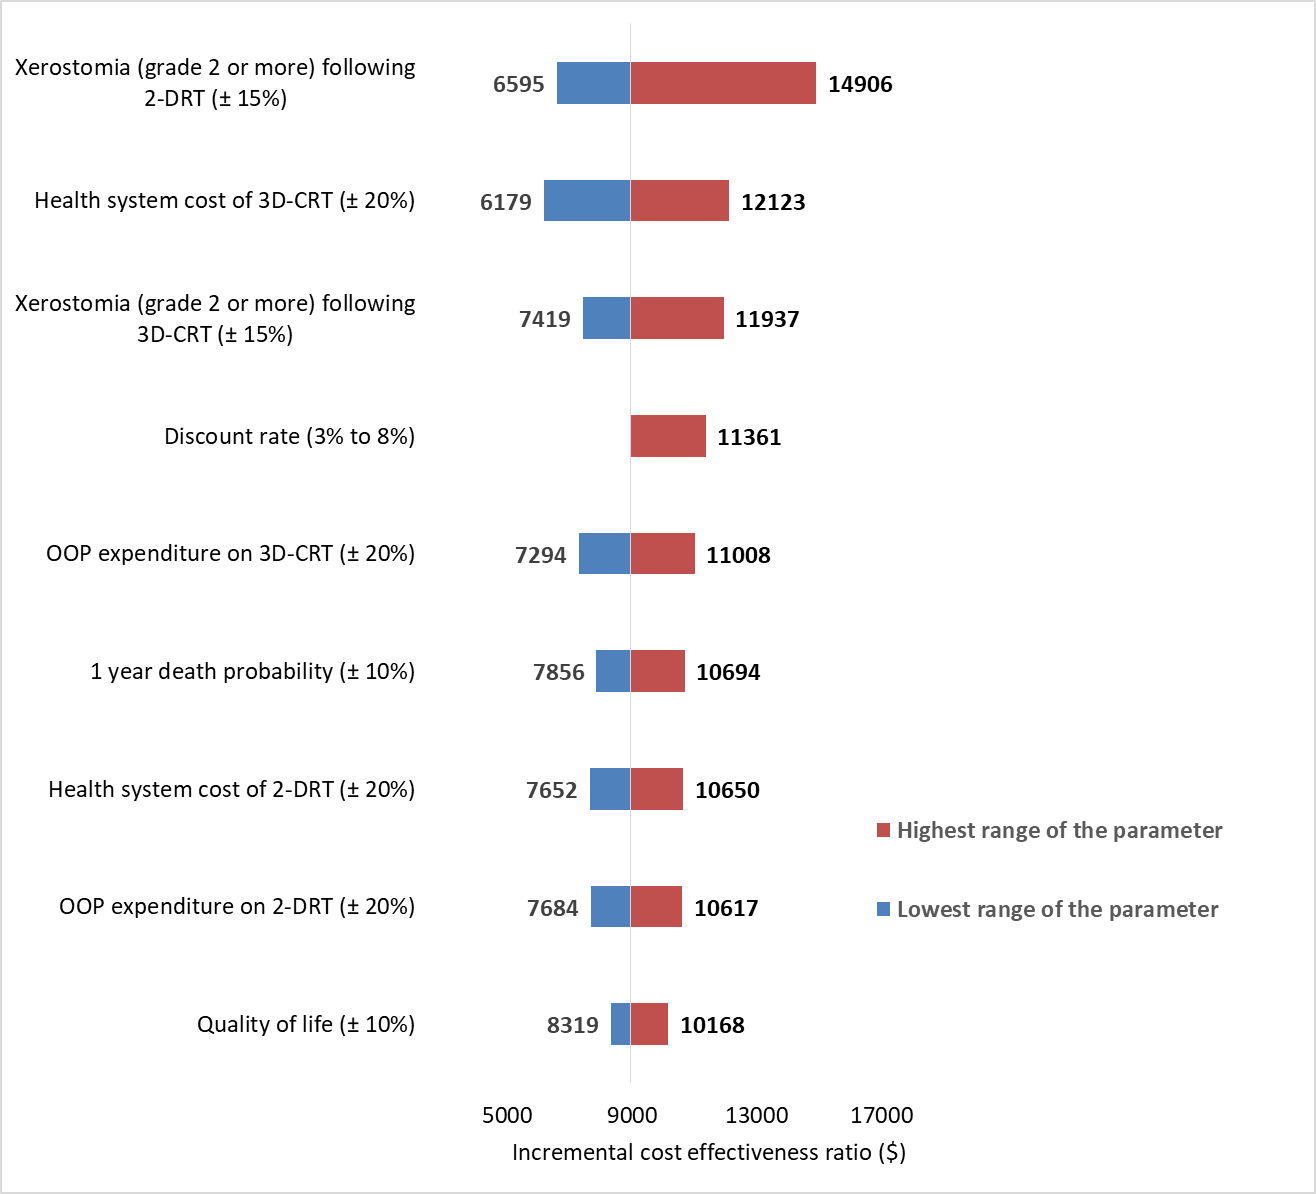 Xerostomia (grade 2 or more) following
2-DRT (± 15%)
6595
14906
Health system cost of 3D-CRT (± 20%)
6179
12123
Xerostomia (grade 2 or more) following
3D-CRT (± 15%)
7419
11937
Discount rate (3% to 8%)
11361
OOP expenditure on 3D-CRT (± 20%)
7294
11008
1 year death probability (± 10%)
7856
10694
Health system cost of 2-DRT (± 20%)
7652
10650
Highest range of the parameter
OOP expenditure on 2-DRT (± 20%)
7684
10617
Lowest range of the parameter
Quality of life (± 10%)
8319
10168
5000 9000 13000 17000
Incremental cost effectiveness ratio ($)